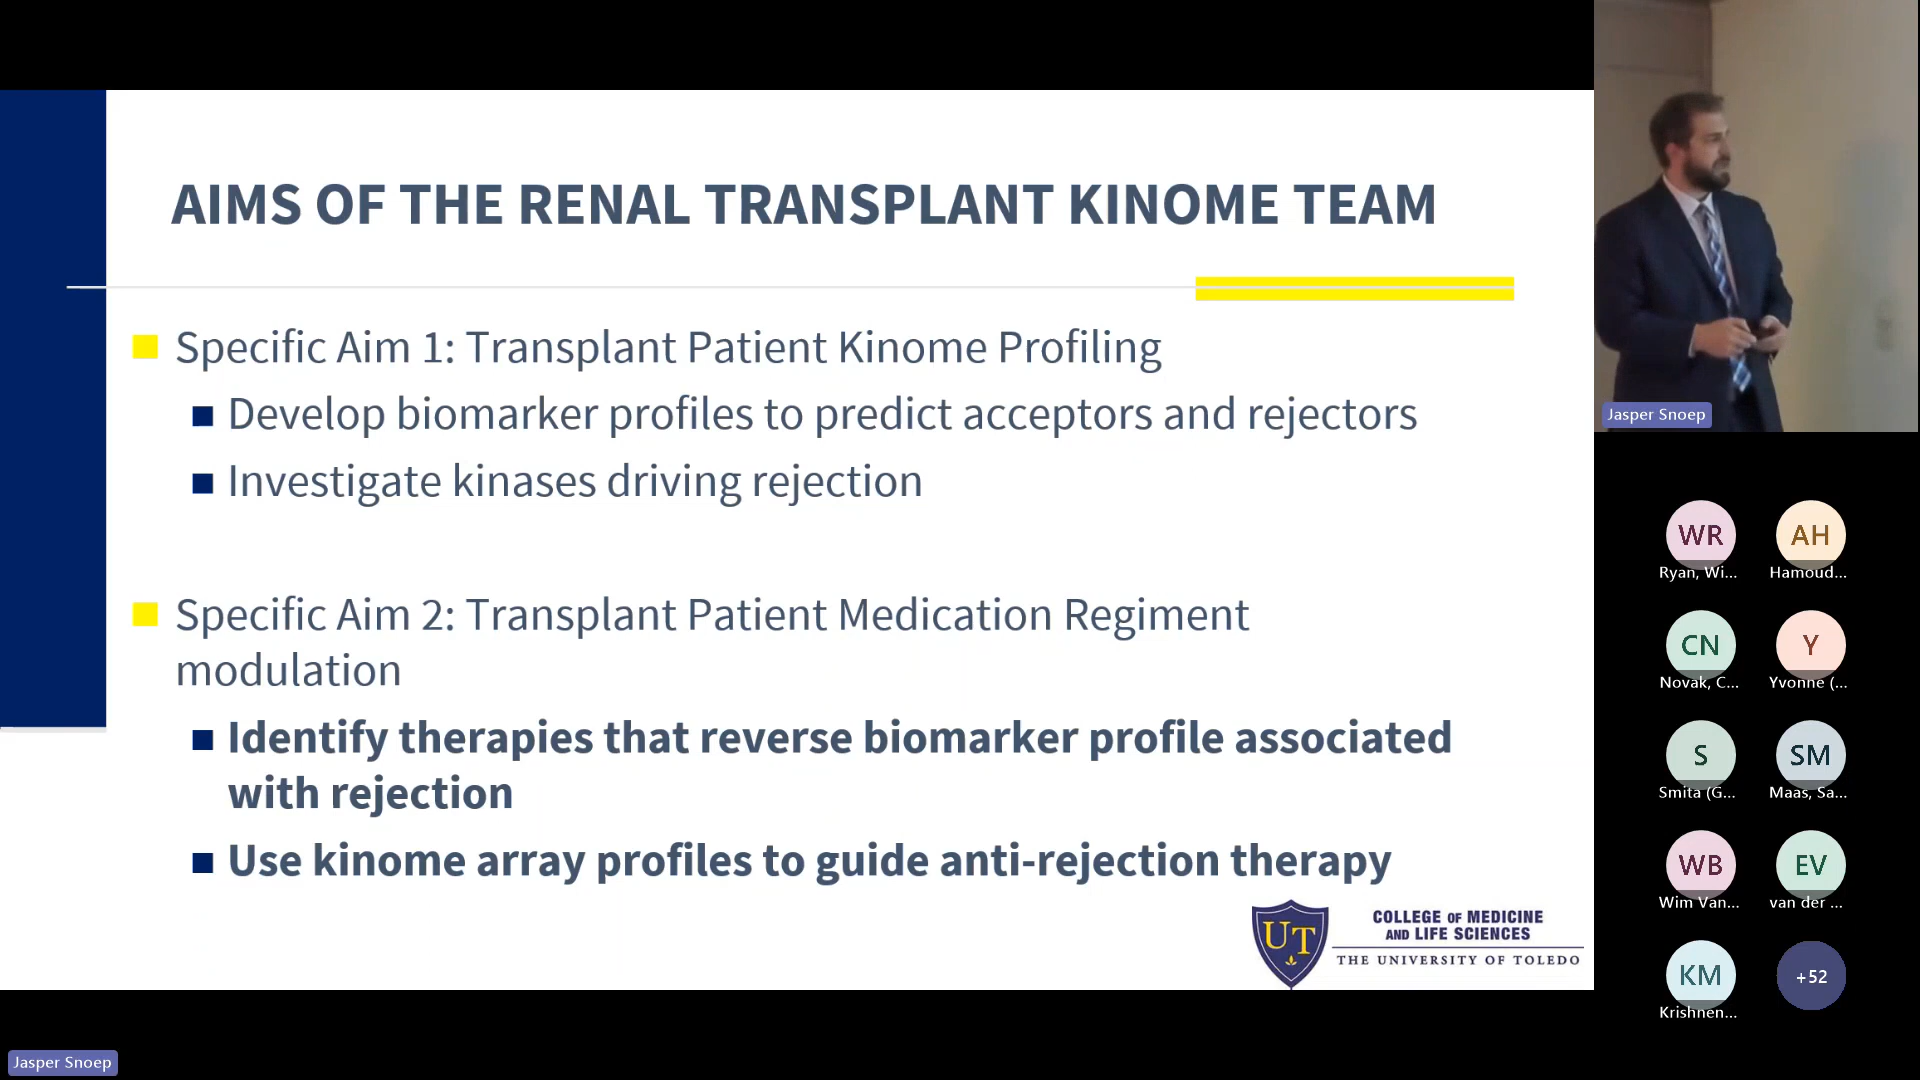 AIMS OF THE RENAL TRANSPLANT KINOME TEAM
Specific Aim 1: Transplant Patient Kinome Profiling
Develop biomarker profiles to predict acceptors and rejectors
Investigate kinases driving rejection
Specific Aim 2: Transplant Patient Medication Regiment
modulation
Identify therapies that reverse biomarker profile associated
with rejection
Use kinome array profiles to guide anti-rejection therapy
UT
COLLEGE OF MEDICINE
AND LIFE SCIENCES
THE UNIVERSITY OF TOLEDO
Jasper Snoep
WR
Ryan, Wi...
AH
Hamoud...
CN
Novak, C...
Y
Yvonne (...
S
Smita (G...
SM
Maas, Sa...
WB
Wim Van...
EV
van der ...
KM
Krishnen...
+52
Jasper Snoep